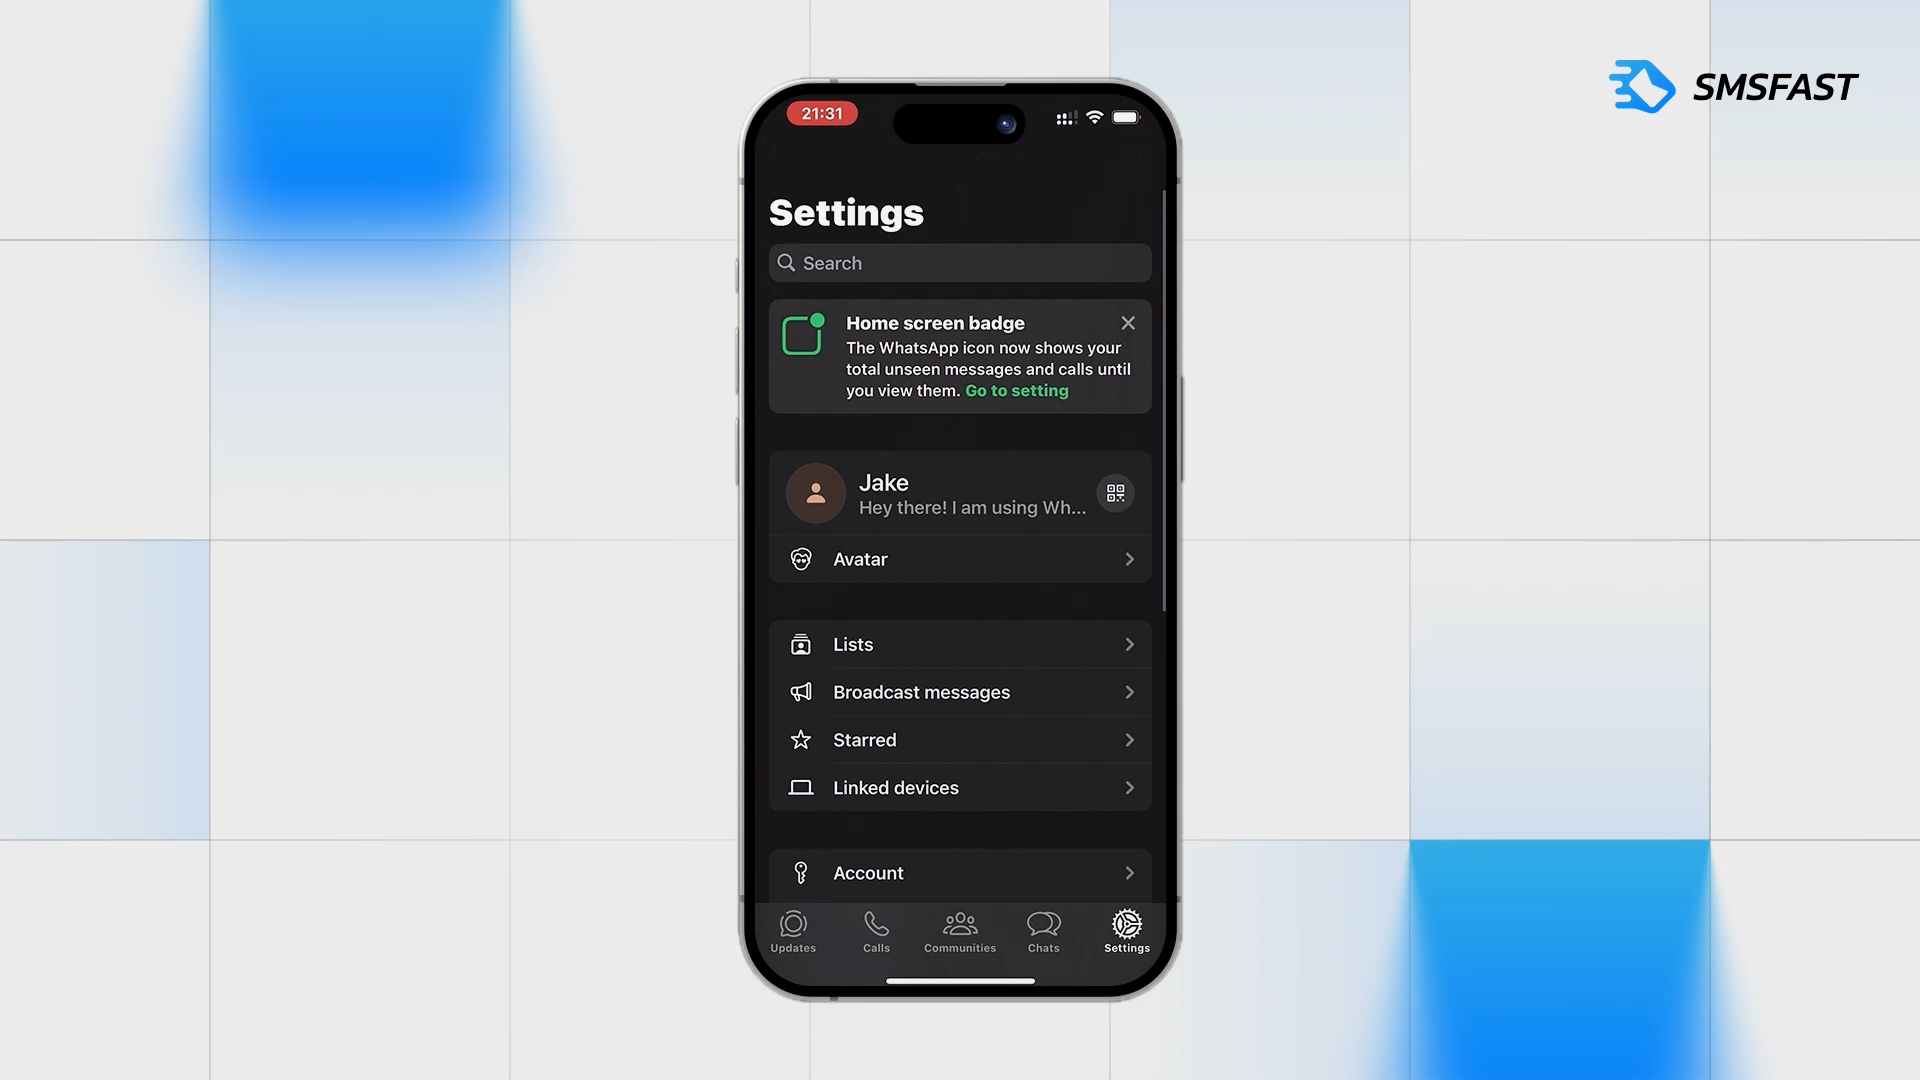 SMSFAST
21:31
Settings
Search
Home screen badge
The WhatsApp icon now shows your
total unseen messages and calls until
you view them. Go to setting
Jake
Hey there! I am using Wh...
Avatar
Lists
Broadcast messages
Starred
Linked devices
Account
Updates
Calls
Communities
Chats
Settings